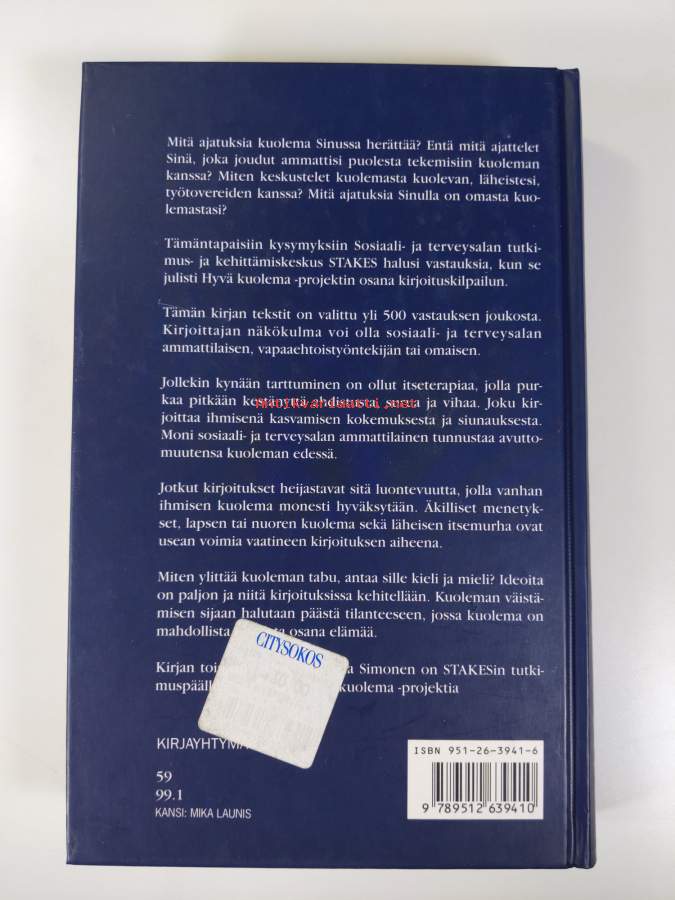 Mitä ajatuksia kuolema Sinussa herättää? Entä mitä ajattelet
Sinä, joka joudut ammattisi puolesta tekemisiin kuoleman
kanssa? Miten keskustelet kuolemasta kuolevan, läheistesi,
työtovereiden kanssa? Mitä ajatuksia Sinulla on omasta kuo-
lemastasi?
Tämäntapaisiin kysymyksiin Sosiaali- ja terveysalan tutki-
mus- ja kehittämiskeskus STAKES halusi vastauksia, kun se
julisti Hyvä kuolema -projektin osana kirjoituskilpailun.
Tämän kirjan tekstit on valittu yli 500 vastauksen joukosta.
Kirjoittajan näkökulma voi olla sosiaali- ja terveysalan
ammattilaisen, vapaaehtoistyöntekijän tai omaisen.
Jollekin kynään tarttuminen on ollut itseterapiaa, jolla pur-
kaa pitkään kestänyttä ahdistusta, surua ja vihaa. Joku kir-
Antikvariaatti.net
joittaa ihmisenä kasvamisen kokemuksesta ja siunauksesta.
Moni sosiaali- ja terveysalan ammattilainen tunnustaa avutto-
muutensa kuoleman edessä.
Jotkut kirjoitukset heijastavat sitä luontevuutta, jolla vanhan
ihmisen kuolema monesti hyväksytään. Äkilliset menetyk-
set, lapsen tai nuoren kuolema sekä läheisen itsemurha ovat
usean voimia vaatineen kirjoituksen aiheena.
Miten ylittää kuoleman tabu, antaa sille kieli ja mieli? Ideoita
on paljon ja niitä kirjoituksissa kehitellään. Kuoleman väistä-
misen sijaan halutaan päästä tilanteeseen, jossa kuolema on
mahdollista osana elämää.
CITYSOKOS
Kirjan Simonen on STAKESin tutki-
kuolema -projektia
KIRJAYHTYMÄ
59
99.1
KANSI: MIKA LAUNIS
ISBN 951-26-3941-6
9 789512 639410